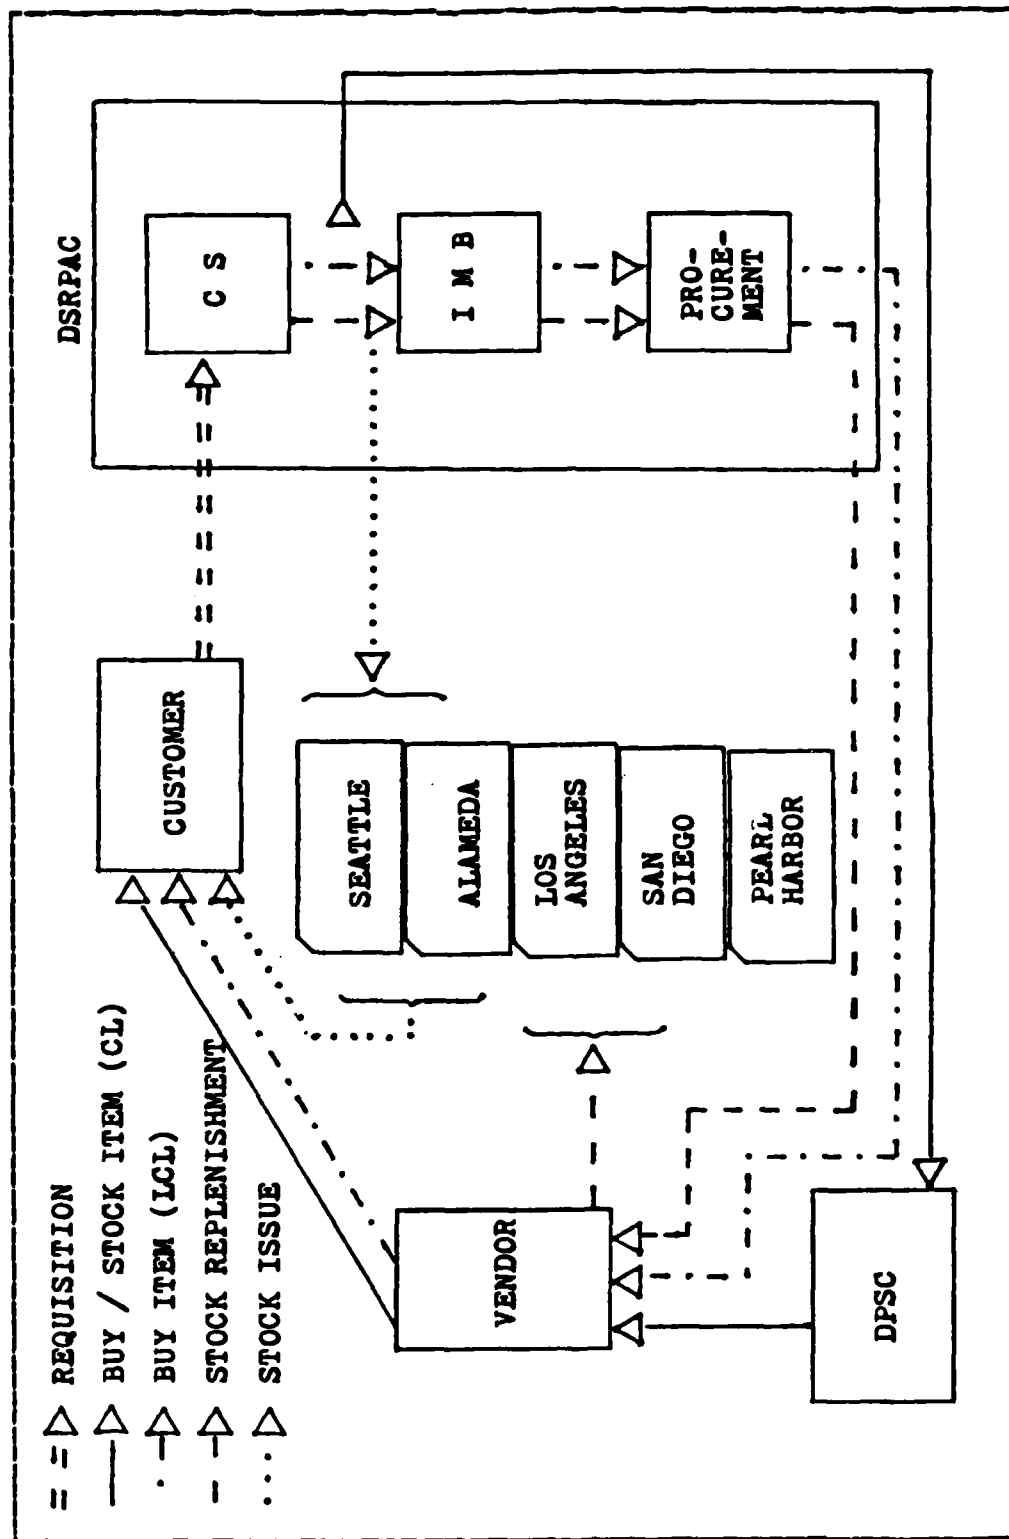 = = REQUISITION
BUY / STOCK ITEM (CL)
BUY ITEM (LCL)
STOCK REPLENISHMENT
STOCK ISSUE
CUSTOMER
DSRPAC
C S
I M B
PRO-
CURE-
MENT
SEATTLE
ALAMEDA
LOS
ANGELES
SAN
DIEGO
PEARL
HARBOR
VENDOR
DPSC